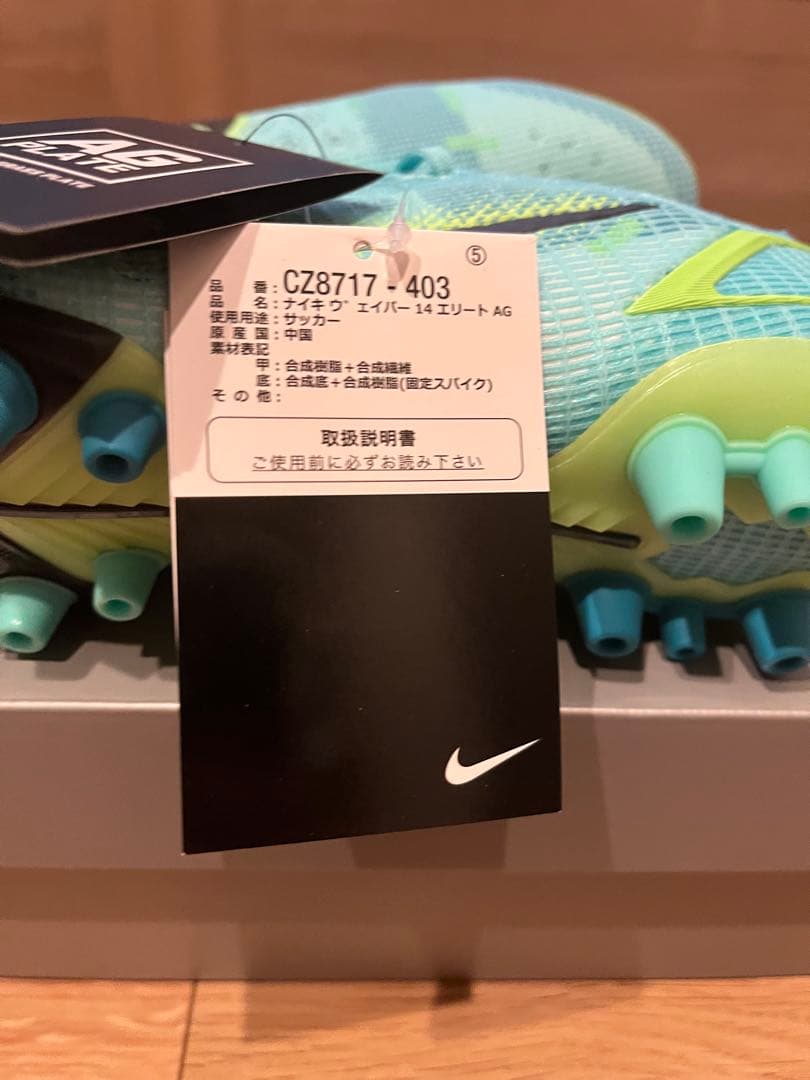 AG
PLATE
⑤
品 番 : CZ8717 - 403
品 名 : ナイキ ヴェイパー 14 エリート AG
使用用途 : サッカー
原 産 国 : 中国
素材表記
甲 : 合成樹脂+合成繊維
底 : 合成底+合成樹脂(固定スパイク)
そ の 他 :
取扱説明書
ご使用前に必ずお読み下さい